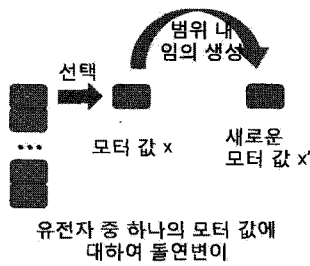 범위 내
임의 생성
선택
...
모터 값 x
새로운
모터 값 x'
유전자 중 하나의 모터 값에
대하여 돌연변이